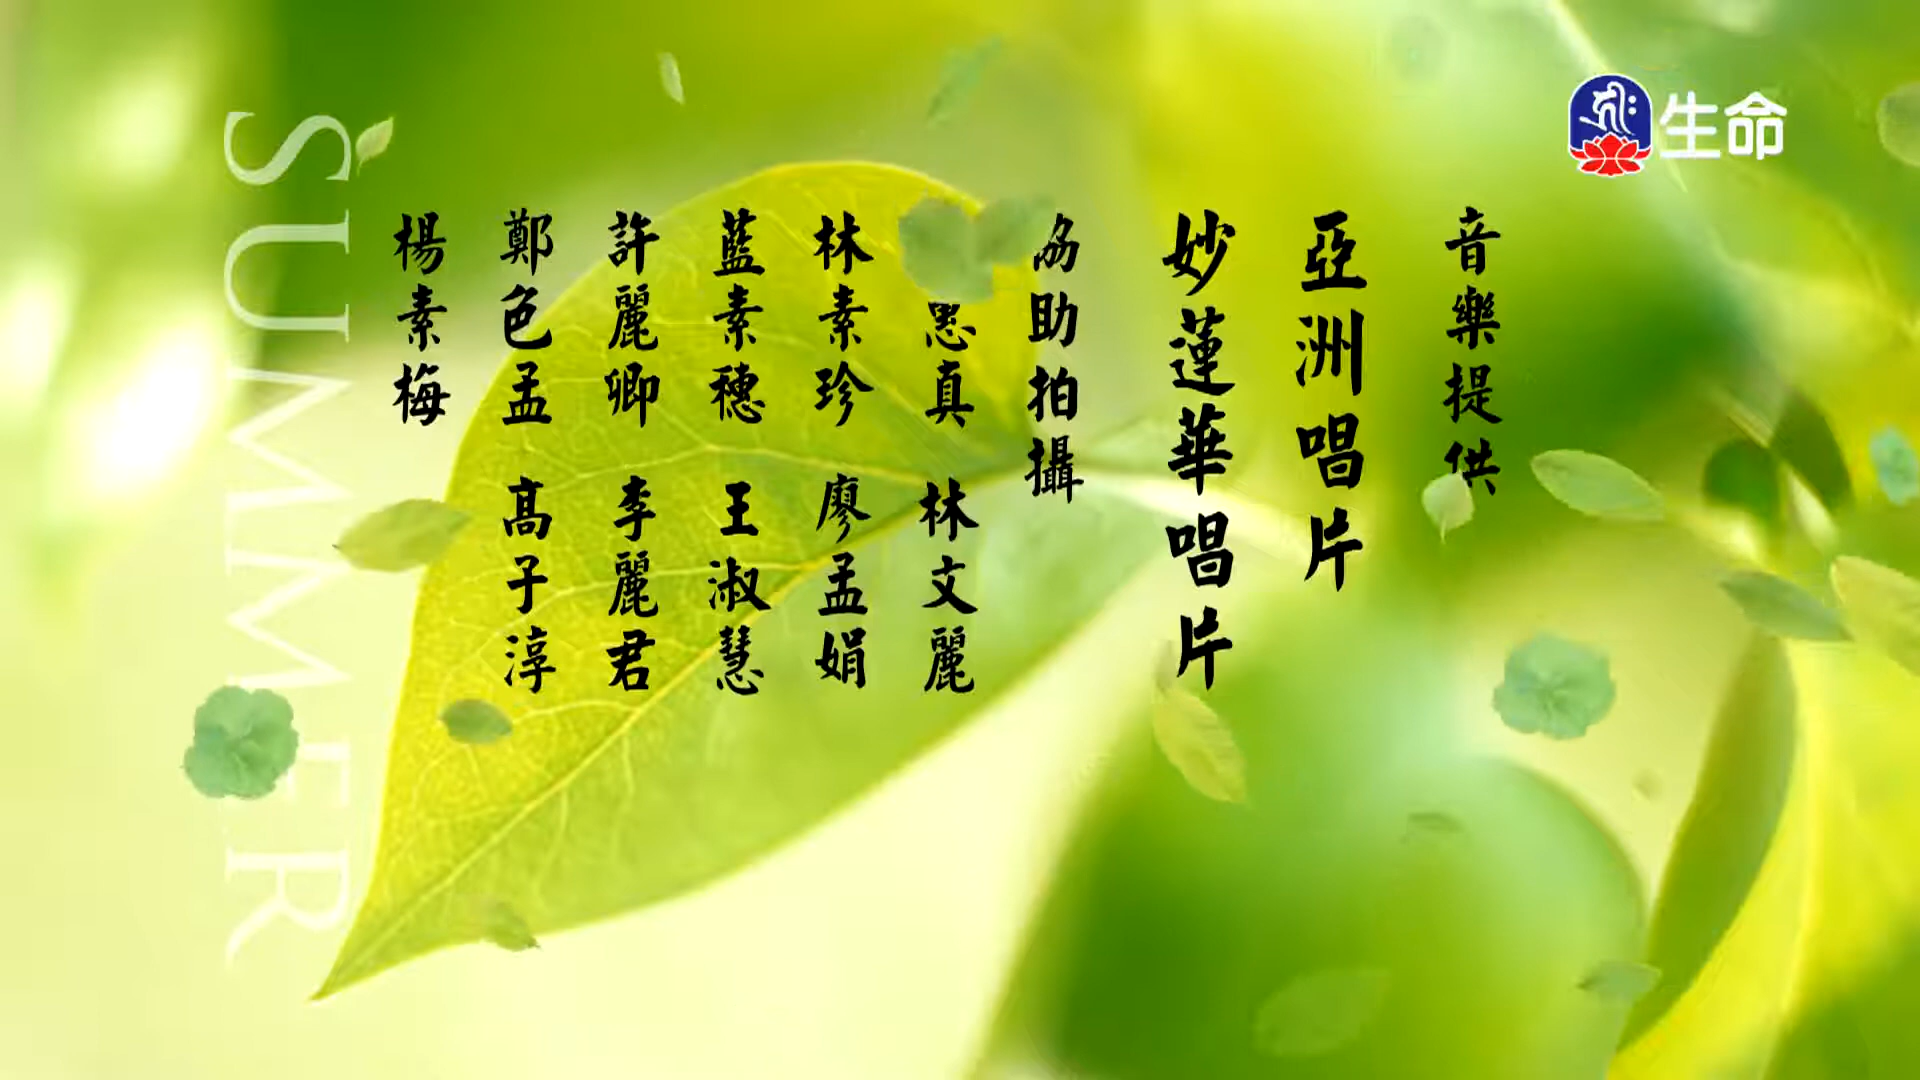 生命
音樂提供
亞洲唱片
妙蓮華唱片
協助拍攝
思真 林文麗
林素珍 廖孟娟
藍素穗 王淑慧
許麗卿 李麗君
鄭色孟 高子淳
楊素梅
SUMMER